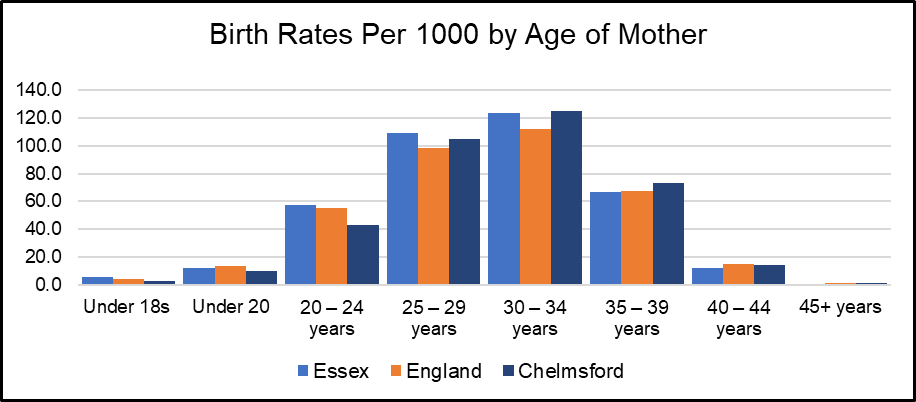 Birth Rates Per 1000 by Age of Mother
140.0
120.0
100.0
80.0
60.0
40.0
20.0
0.0
Under 18s
Under 20
20 – 24
years
25 – 29
years
30 – 34
years
35 – 39
years
40 – 44
years
45+ years
Essex
England
Chelmsford